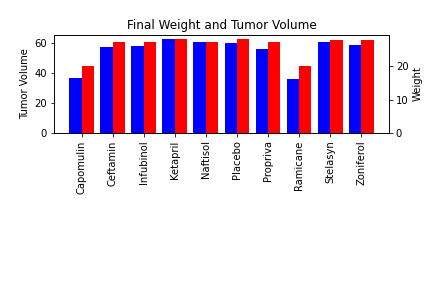 Final Weight and Tumor Volume
60
40
20
0
Tumor Volume
20
10
0
Weight
Capomulin
Ceftamin
Infubinol
Ketapril
Naftisol
Placebo
Propriva
Ramicane
Stelasyn
Zoniferol